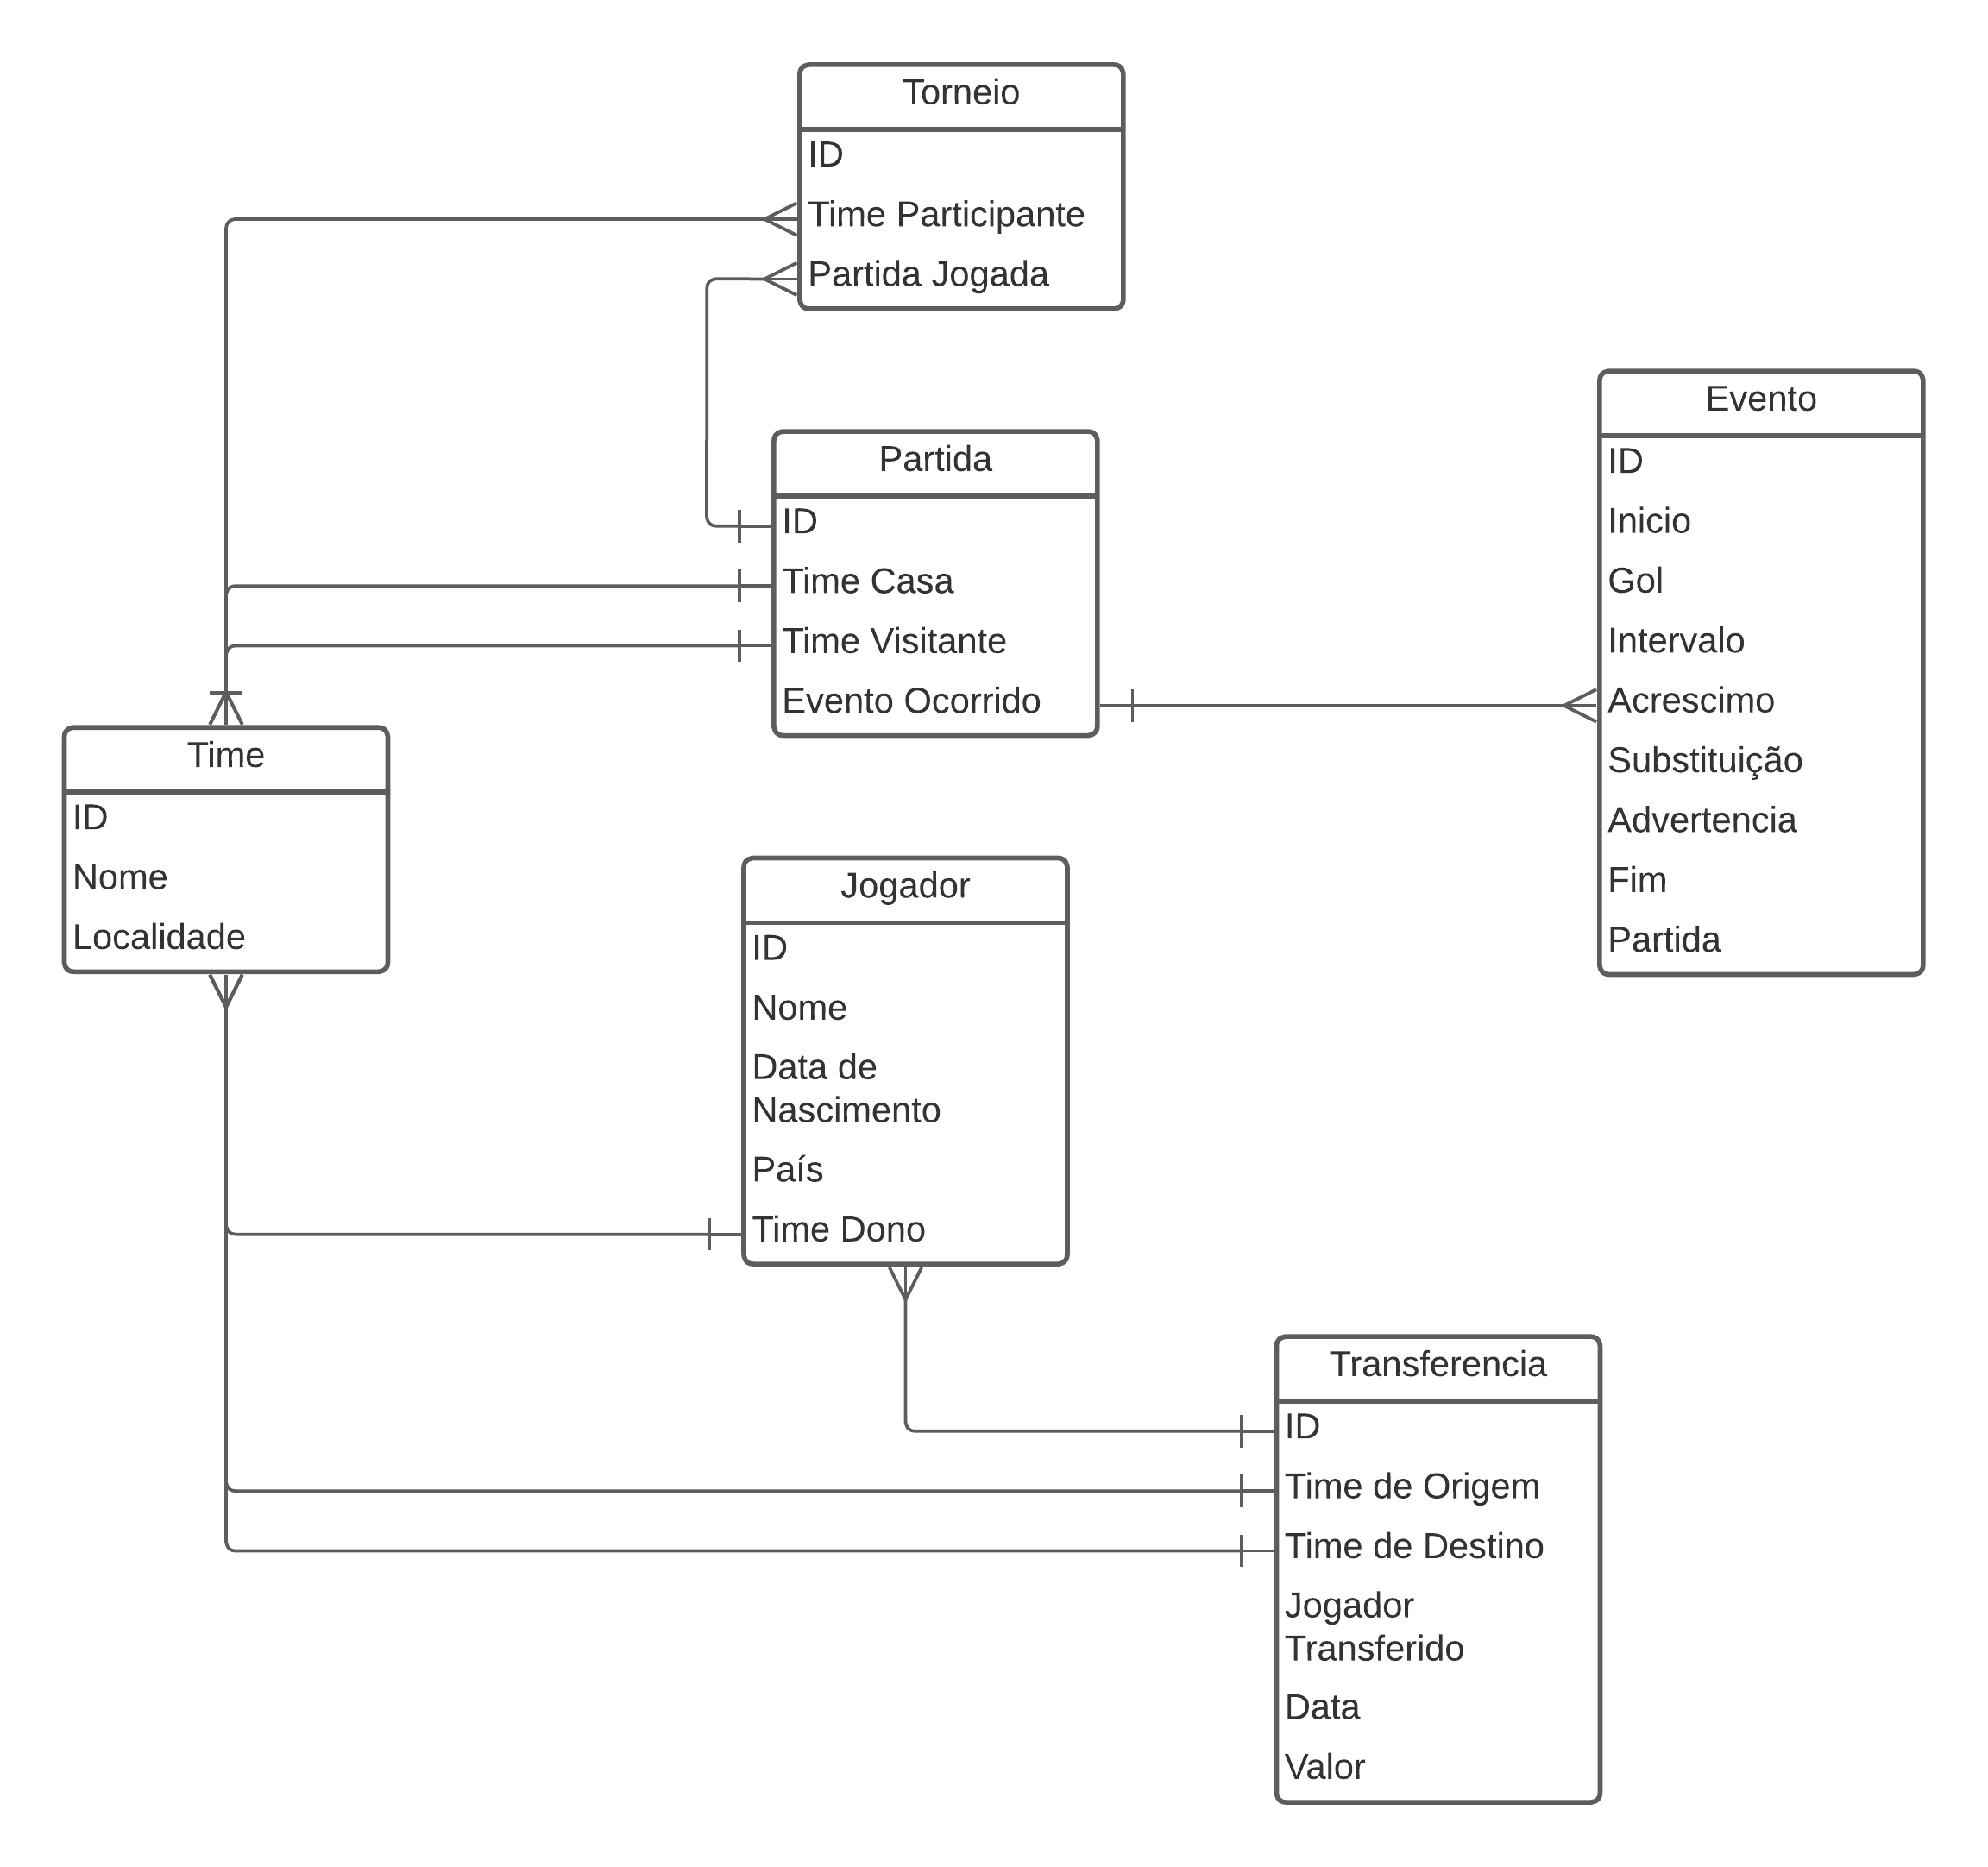 Torneio
ID
Time Participante
Partida Jogada
Evento
ID
Inicio
Gol
Intervalo
Acrescimo
Substituição
Advertencia
Fim
Partida
Partida
ID
Time Casa
Time Visitante
Evento Ocorrido
Time
ID
Nome
Localidade
Jogador
ID
Nome
Data de
Nascimento
País
Time Dono
Transferencia
ID
Time de Origem
Time de Destino
Jogador
Transferido
Data
Valor